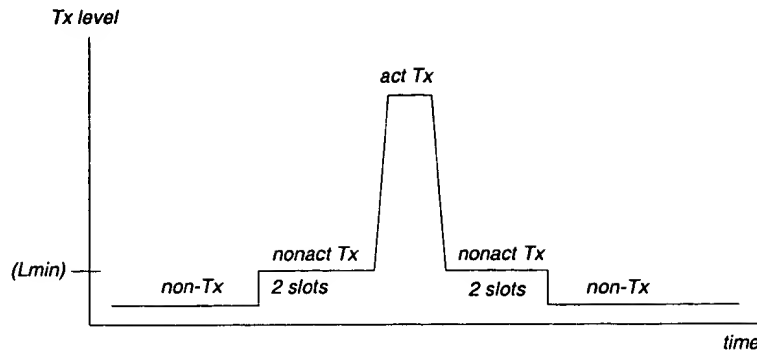 Tx level
act Tx
nonact Tx
nonact Tx
(Lmin)
non-Tx
2 slots
2 slots
non-Tx
time